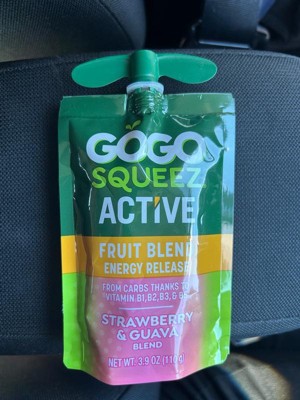 GOGO
SQUEEZ
ACTIVE
FRUIT BLEND
ENERGY RELEASE
FROM CARBS THANKS TO
VITAMIN B1, B2, B3, &
STRAWBERRY
& GUAVA
BLEND
NET WT. 3.9 OZ (110g)